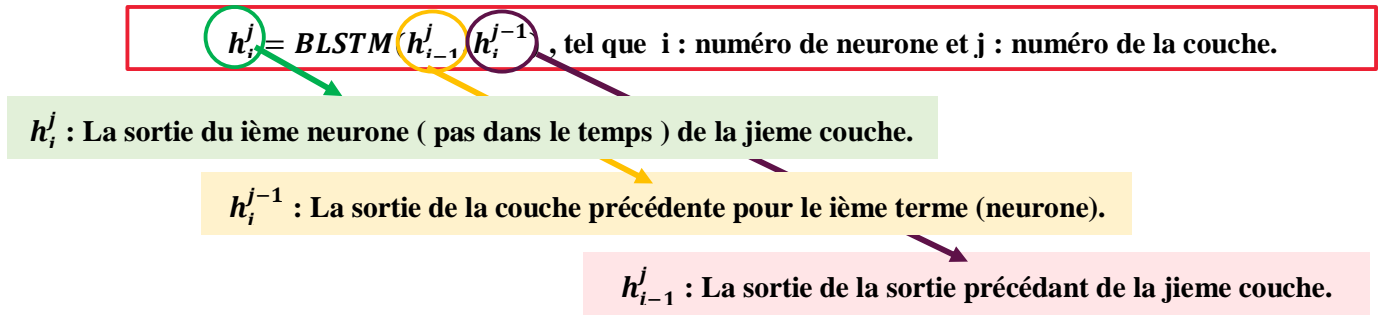 h_i^j = BLSTM(h_{i-1}^j, h_i^{j-1}) , tel que i : numéro de neurone et j : numéro de la couche.
h_i^j : La sortie du ième neurone ( pas dans le temps ) de la jieme couche.
h_i^{j-1} : La sortie de la couche précédente pour le ième terme (neurone).
h_{i-1}^j : La sortie de la sortie précédant de la jieme couche.